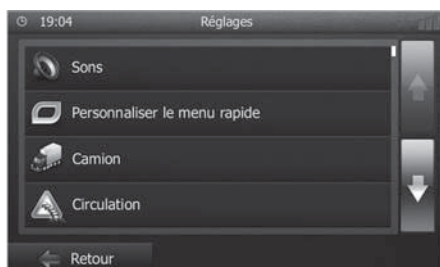 19:04 Réglages
Sons
Personnaliser le menu rapide
Camion
Circulation
Retour